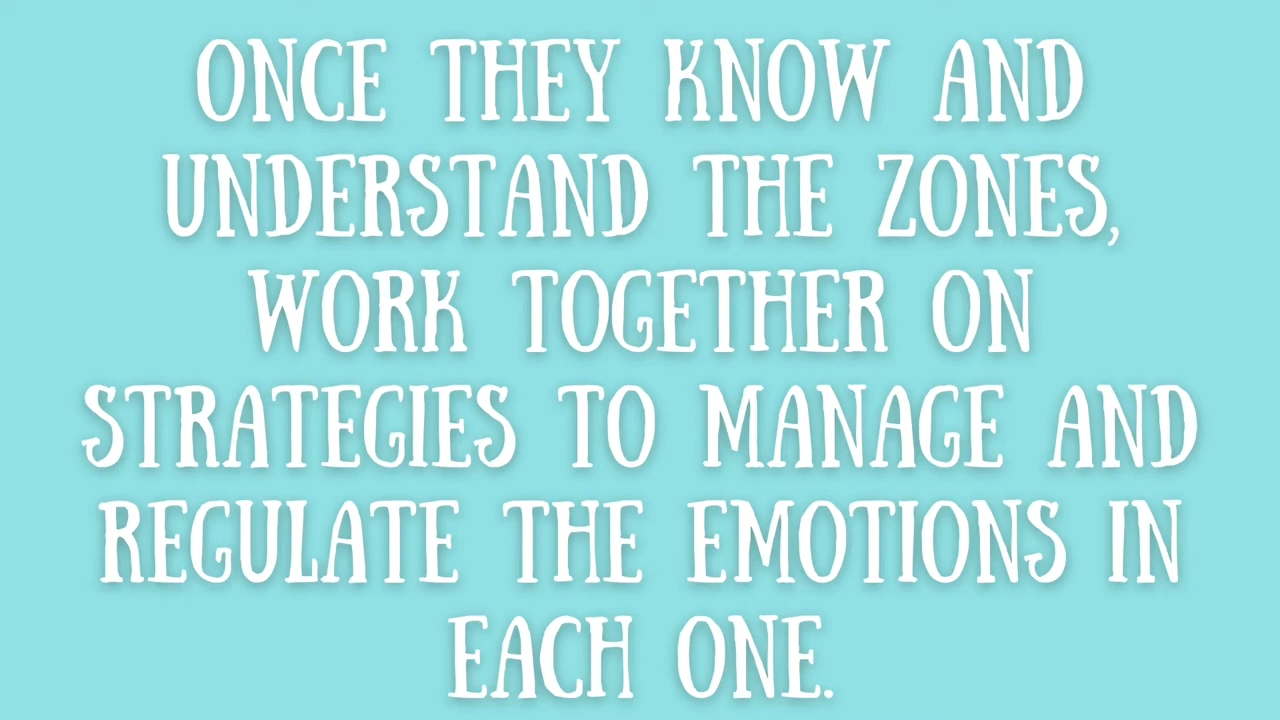 ONCE THEY KNOW AND
UNDERSTAND THE ZONES,
WORK TOGETHER ON
STRATEGIES TO MANAGE AND
REGULATE THE EMOTIONS IN
EACH ONE.